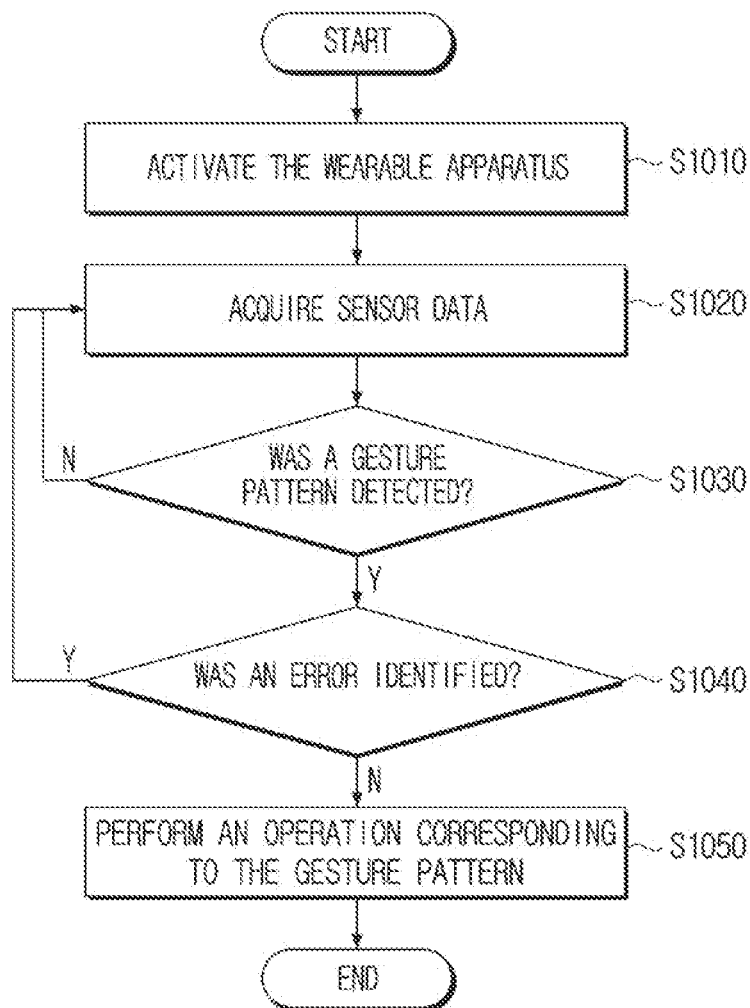 START
ACTIVATE THE WEARABLE APPARATUS
S1010
ACQUIRE SENSOR DATA
S1020
N
WAS A GESTURE
PATTERN DETECTED?
S1030
Y
Y
WAS AN ERROR IDENTIFIED?
S1040
N
PERFORM AN OPERATION CORRESPONDING
TO THE GESTURE PATTERN
S1050
END